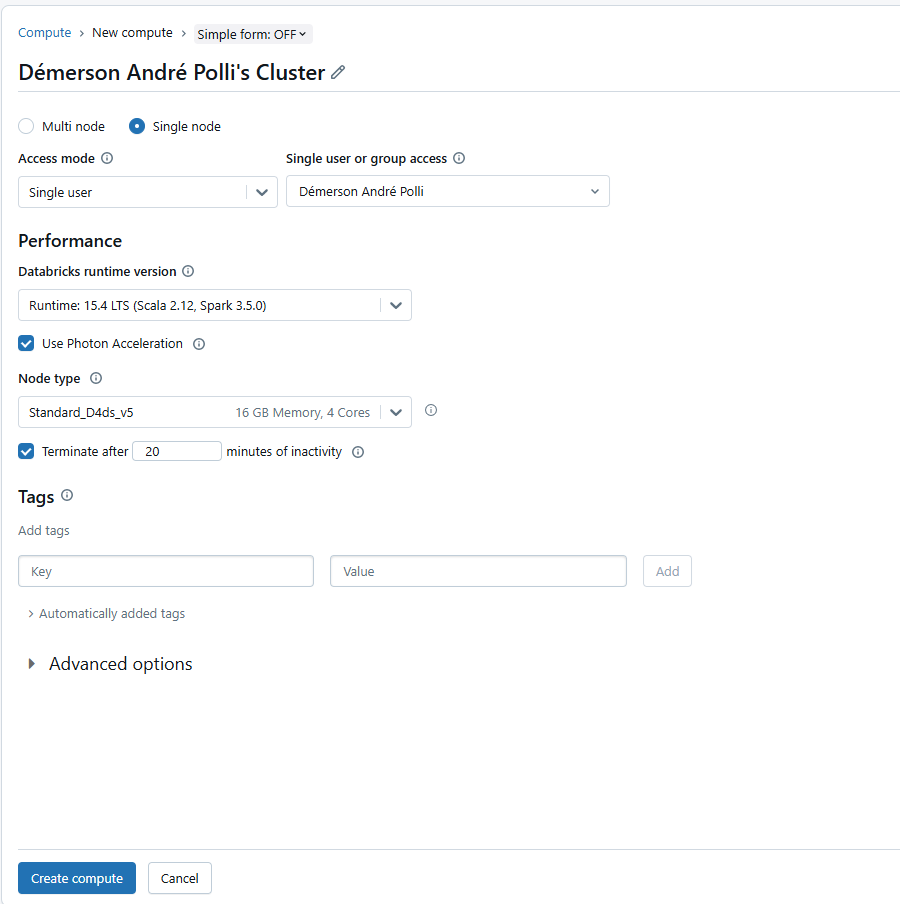 Compute > New compute > Simple form: OFF
Démerson André Polli's Cluster
Multi node Single node
Access mode Single user or group access
Single user Démerson André Polli
Performance
Databricks runtime version
Runtime: 15.4 LTS (Scala 2.12, Spark 3.5.0)
Use Photon Acceleration
Node type
Standard_D4ds_v5 16 GB Memory, 4 Cores
Terminate after 20 minutes of inactivity
Tags
Add tags
Key Value Add
> Automatically added tags
Advanced options
Create compute Cancel